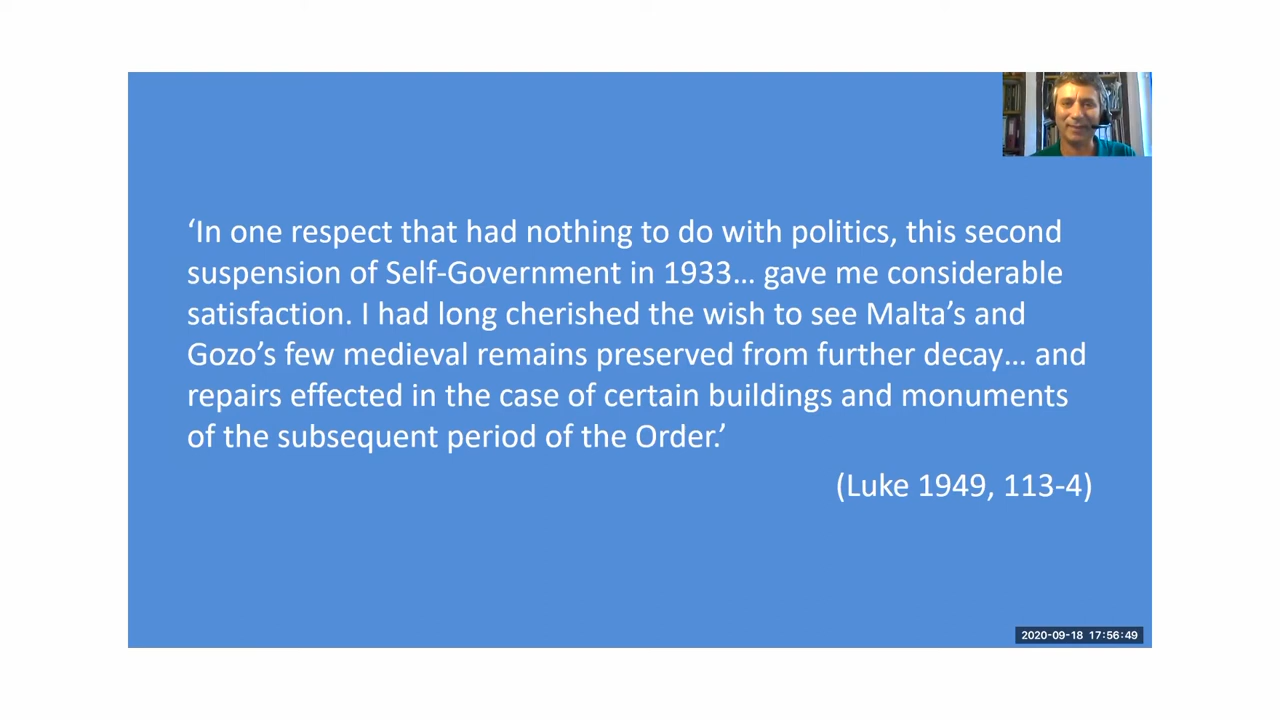 ‘In one respect that had nothing to do with politics, this second
suspension of Self-Government in 1933… gave me considerable
satisfaction. I had long cherished the wish to see Malta’s and
Gozo’s few medieval remains preserved from further decay… and
repairs effected in the case of certain buildings and monuments
of the subsequent period of the Order.’
(Luke 1949, 113-4)
2020-09-18 17:56:49